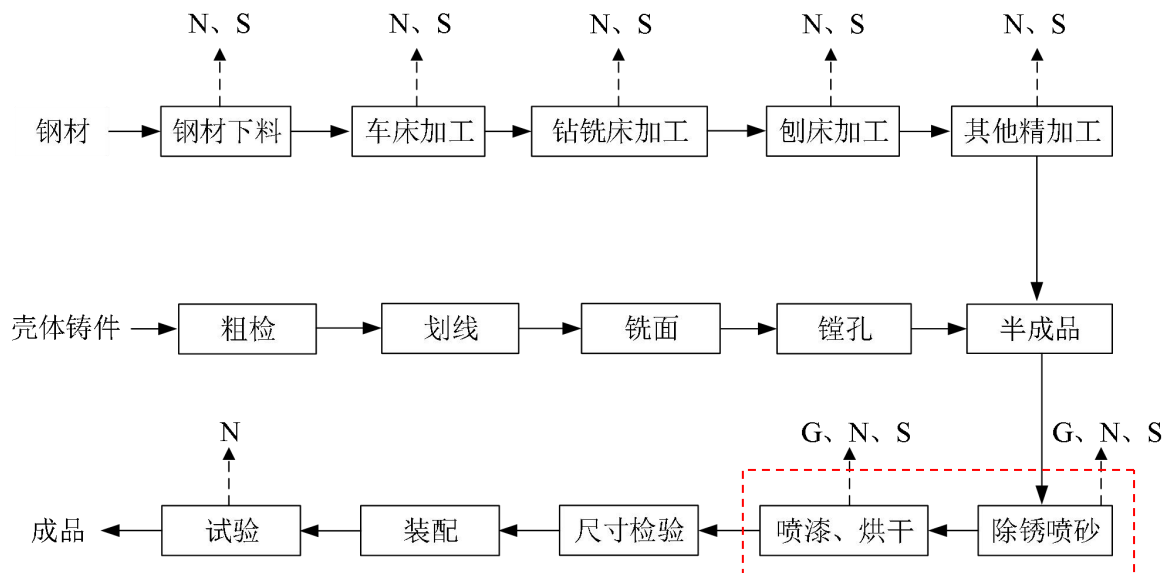 N、S N、S N、S N、S N、S
钢材 钢材下料 车床加工 钻铣床加工 刨床加工 其他精加工
壳体铸件 粗检 划线 铣面 镗孔 半成品
N G、N、S G、N、S
成品 试验 装配 尺寸检验 喷漆、烘干 除锈喷砂